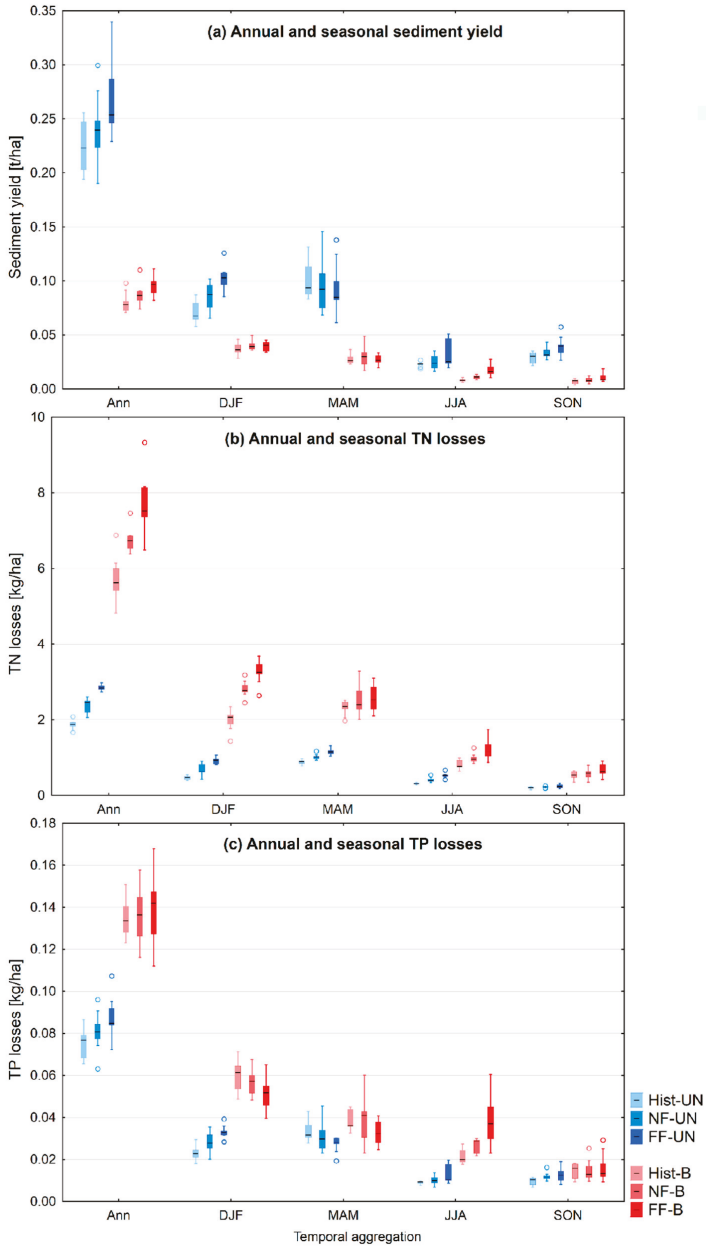 (a) Annual and seasonal sediment yield
Sediment yield [t/ha]
0.35
0.30
0.25
0.20
0.15
0.10
0.05
0.00
Ann DJF MAM JJA SON
(b) Annual and seasonal TN losses
TN losses [kg/ha]
10
8
6
4
2
0
Ann DJF MAM JJA SON
(c) Annual and seasonal TP losses
TP losses [kg/ha]
0.18
0.16
0.14
0.12
0.10
0.08
0.06
0.04
0.02
0.00
Ann DJF MAM JJA SON
Temporal aggregation
Hist-UN
NF-UN
FF-UN
Hist-B
NF-B
FF-B